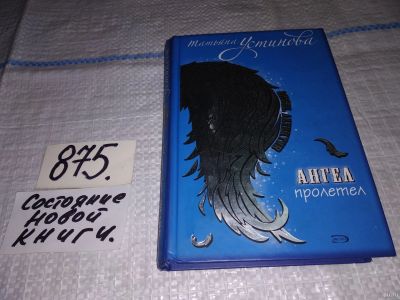 Татьяна Устинова
АНГЕЛ
пролетел
875.
Состояние
новой
книги.